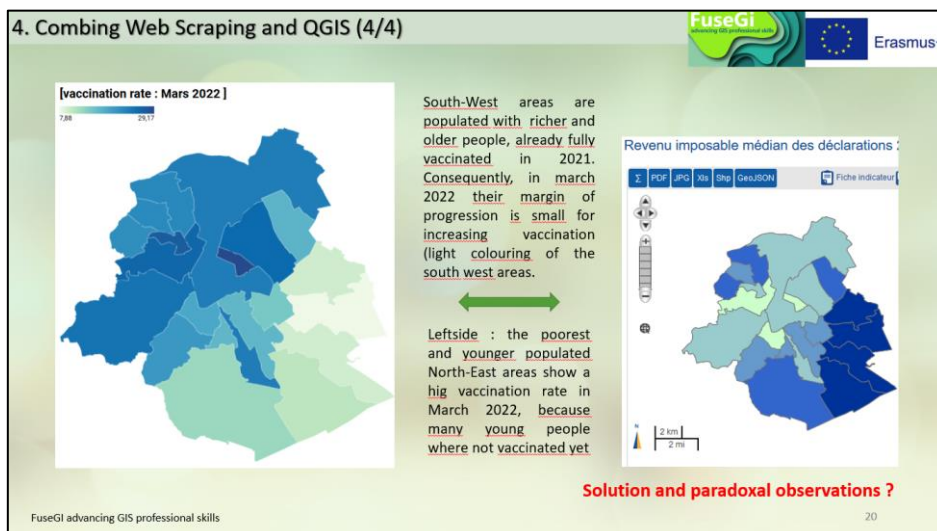 4. Combing Web Scraping and QGIS (4/4)
FuseGi
advancing GIS professional skills
Erasmus+
[vaccination rate : Mars 2022 ]
7,88
29,17
South-West areas are
populated with richer and
older people, already fully
vaccinated in 2021.
Consequently, in march
2022 their margin of
progression is small for
increasing vaccination
(light colouring of the
south west areas.
Leftside : the poorest
and younger populated
North-East areas show a
hig vaccination rate in
March 2022, because
many young people
where not vaccinated yet
Revenu imposable médian des déclarations
Σ PDF JPG Xls Shp GeoJSON
Fiche indicateur
N
2 km
2 mi
Solution and paradoxal observations ?
FuseGI advancing GIS professional skills
20